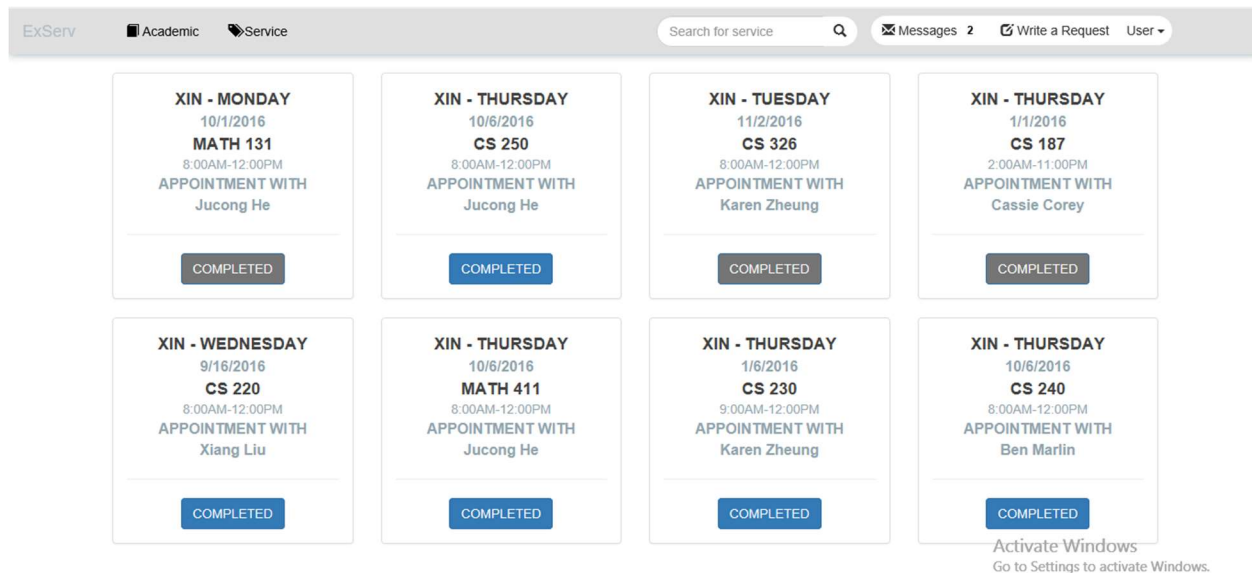 ExServ Academic Service Search for service Messages 2 Write a Request User
XIN - MONDAY
10/1/2016
MATH 131
8:00AM-12:00PM
APPOINTMENT WITH
Jucong He
COMPLETED
XIN - THURSDAY
10/6/2016
CS 250
8:00AM-12:00PM
APPOINTMENT WITH
Jucong He
COMPLETED
XIN - TUESDAY
11/2/2016
CS 326
8:00AM-12:00PM
APPOINTMENT WITH
Karen Zheung
COMPLETED
XIN - THURSDAY
1/1/2016
CS 187
2:00AM-11:00PM
APPOINTMENT WITH
Cassie Corey
COMPLETED
XIN - WEDNESDAY
9/16/2016
CS 220
8:00AM-12:00PM
APPOINTMENT WITH
Xiang Liu
COMPLETED
XIN - THURSDAY
10/6/2016
MATH 411
8:00AM-12:00PM
APPOINTMENT WITH
Jucong He
COMPLETED
XIN - THURSDAY
1/6/2016
CS 230
9:00AM-12:00PM
APPOINTMENT WITH
Karen Zheung
COMPLETED
XIN - THURSDAY
10/6/2016
CS 240
8:00AM-12:00PM
APPOINTMENT WITH
Ben Marlin
COMPLETED
Activate Windows
Go to Settings to activate Windows.